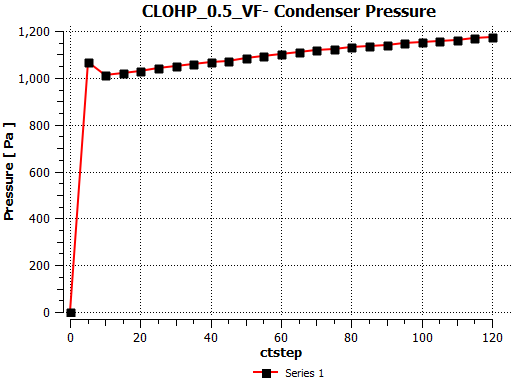 CLOHP_0.5_VF- Condenser Pressure
1,200
1,000
800
600
400
200
0
Pressure [ Pa ]
0 20 40 60 80 100 120
ctstep
Series 1